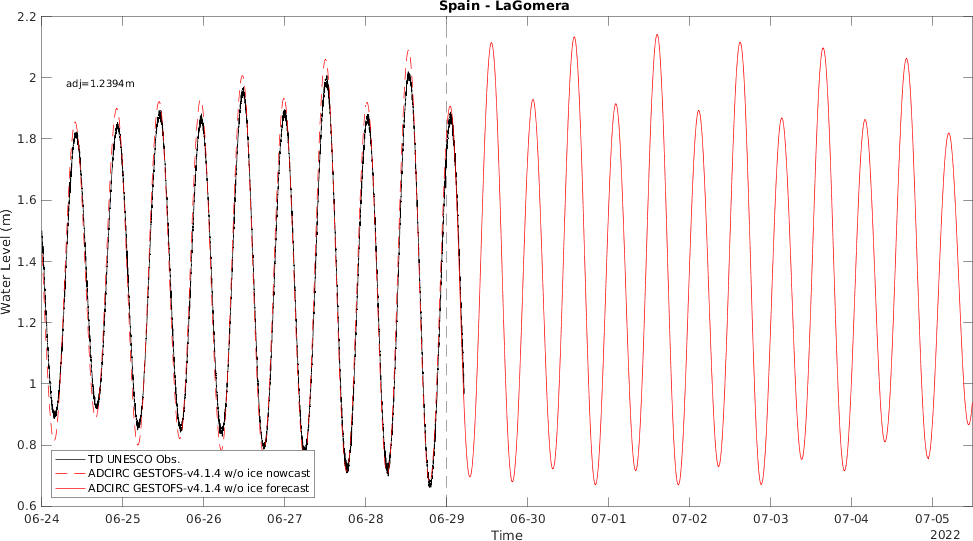 Spain - LaGomera
2.2
2
1.8
1.6
1.4
1.2
1
0.8
0.6
Water Level (m)
adj=1.2394m
TD UNESCO Obs.
ADCIRC GESTOFS-v4.1.4 w/o ice nowcast
ADCIRC GESTOFS-v4.1.4 w/o ice forecast
06-24 06-25 06-26 06-27 06-28 06-29 06-30 07-01 07-02 07-03 07-04 07-05
2022
Time